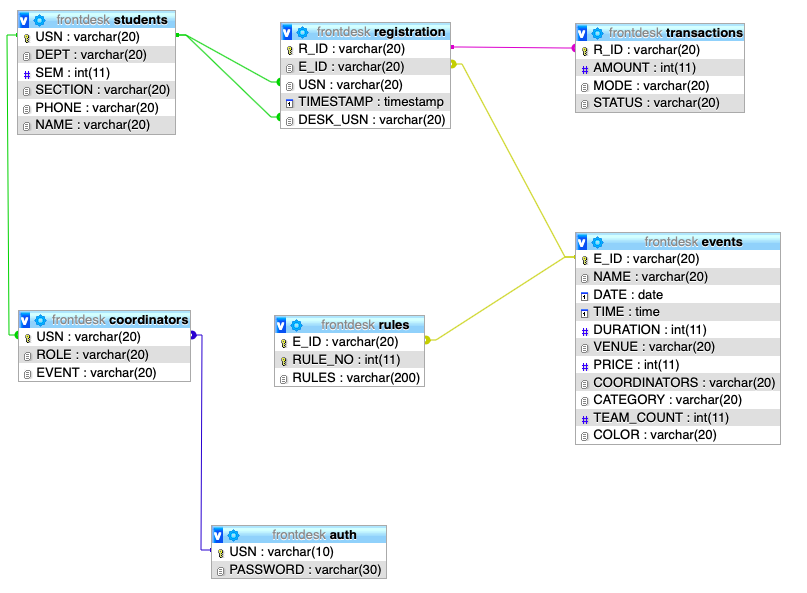 frontdesk students
USN : varchar(20)
DEPT : varchar(20)
SEM : int(11)
SECTION : varchar(20)
PHONE : varchar(20)
NAME : varchar(20)
frontdesk registration
R_ID : varchar(20)
E_ID : varchar(20)
USN : varchar(20)
TIMESTAMP : timestamp
DESK_USN : varchar(20)
frontdesk transactions
R_ID : varchar(20)
AMOUNT : int(11)
MODE : varchar(20)
STATUS : varchar(20)
frontdesk events
E_ID : varchar(20)
NAME : varchar(20)
DATE : date
TIME : time
DURATION : int(11)
VENUE : varchar(20)
PRICE : int(11)
COORDINATORS : varchar(20)
CATEGORY : varchar(20)
TEAM_COUNT : int(11)
COLOR : varchar(20)
frontdesk coordinators
USN : varchar(20)
ROLE : varchar(20)
EVENT : varchar(20)
frontdesk rules
E_ID : varchar(20)
RULE_NO : int(11)
RULES : varchar(200)
frontdesk auth
USN : varchar(10)
PASSWORD : varchar(30)